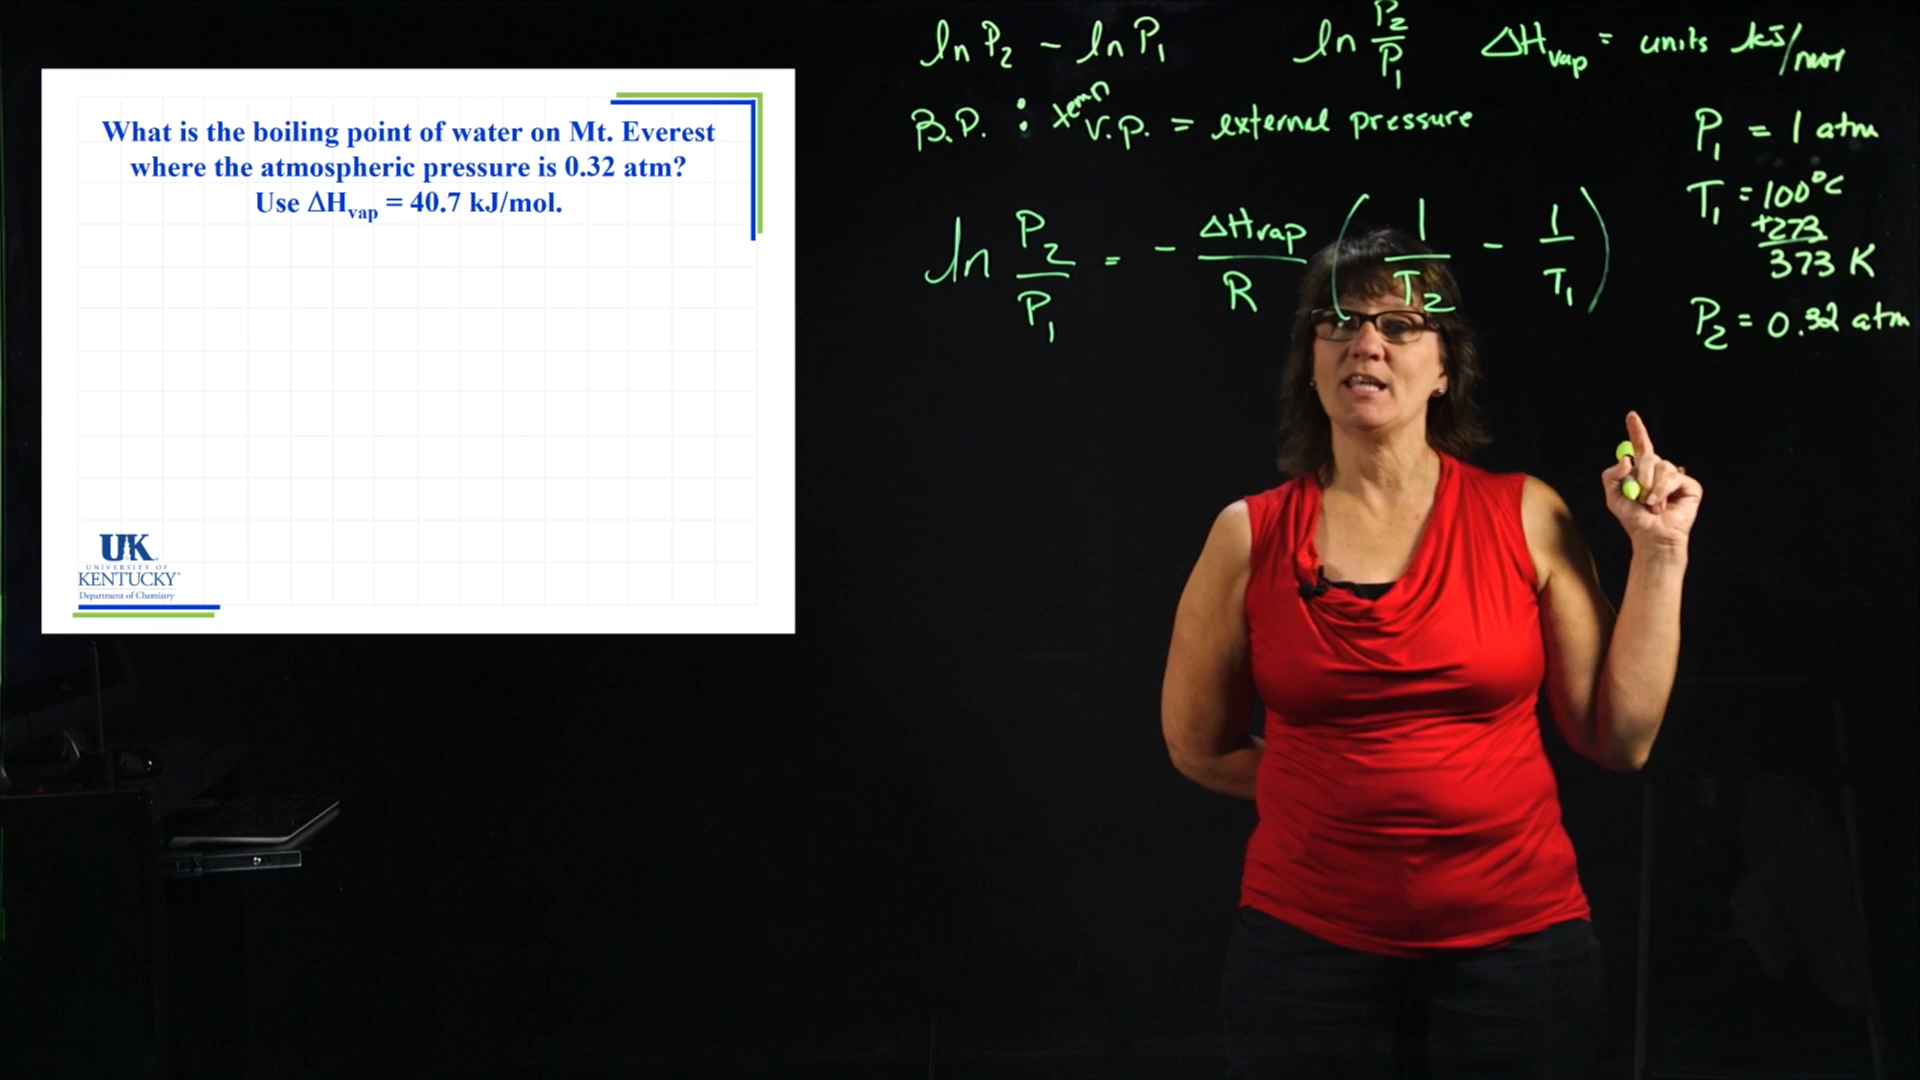 What is the boiling point of water on Mt. Everest
where the atmospheric pressure is 0.32 atm?
Use ΔHvap = 40.7 kJ/mol.
UK
UNIVERSITY OF
KENTUCKY
Department of Chemistry
ln P₂ - ln P₁
ln P₂/P₁
ΔHvap = units kJ/mol
B.P. : temp V.P. = external pressure
ln P₂/P₁ = - ΔHvap/R (1/T₂ - 1/T₁)
P₁ = 1 atm
T₁ = 100°C
+273
373 K
P₂ = 0.32 atm